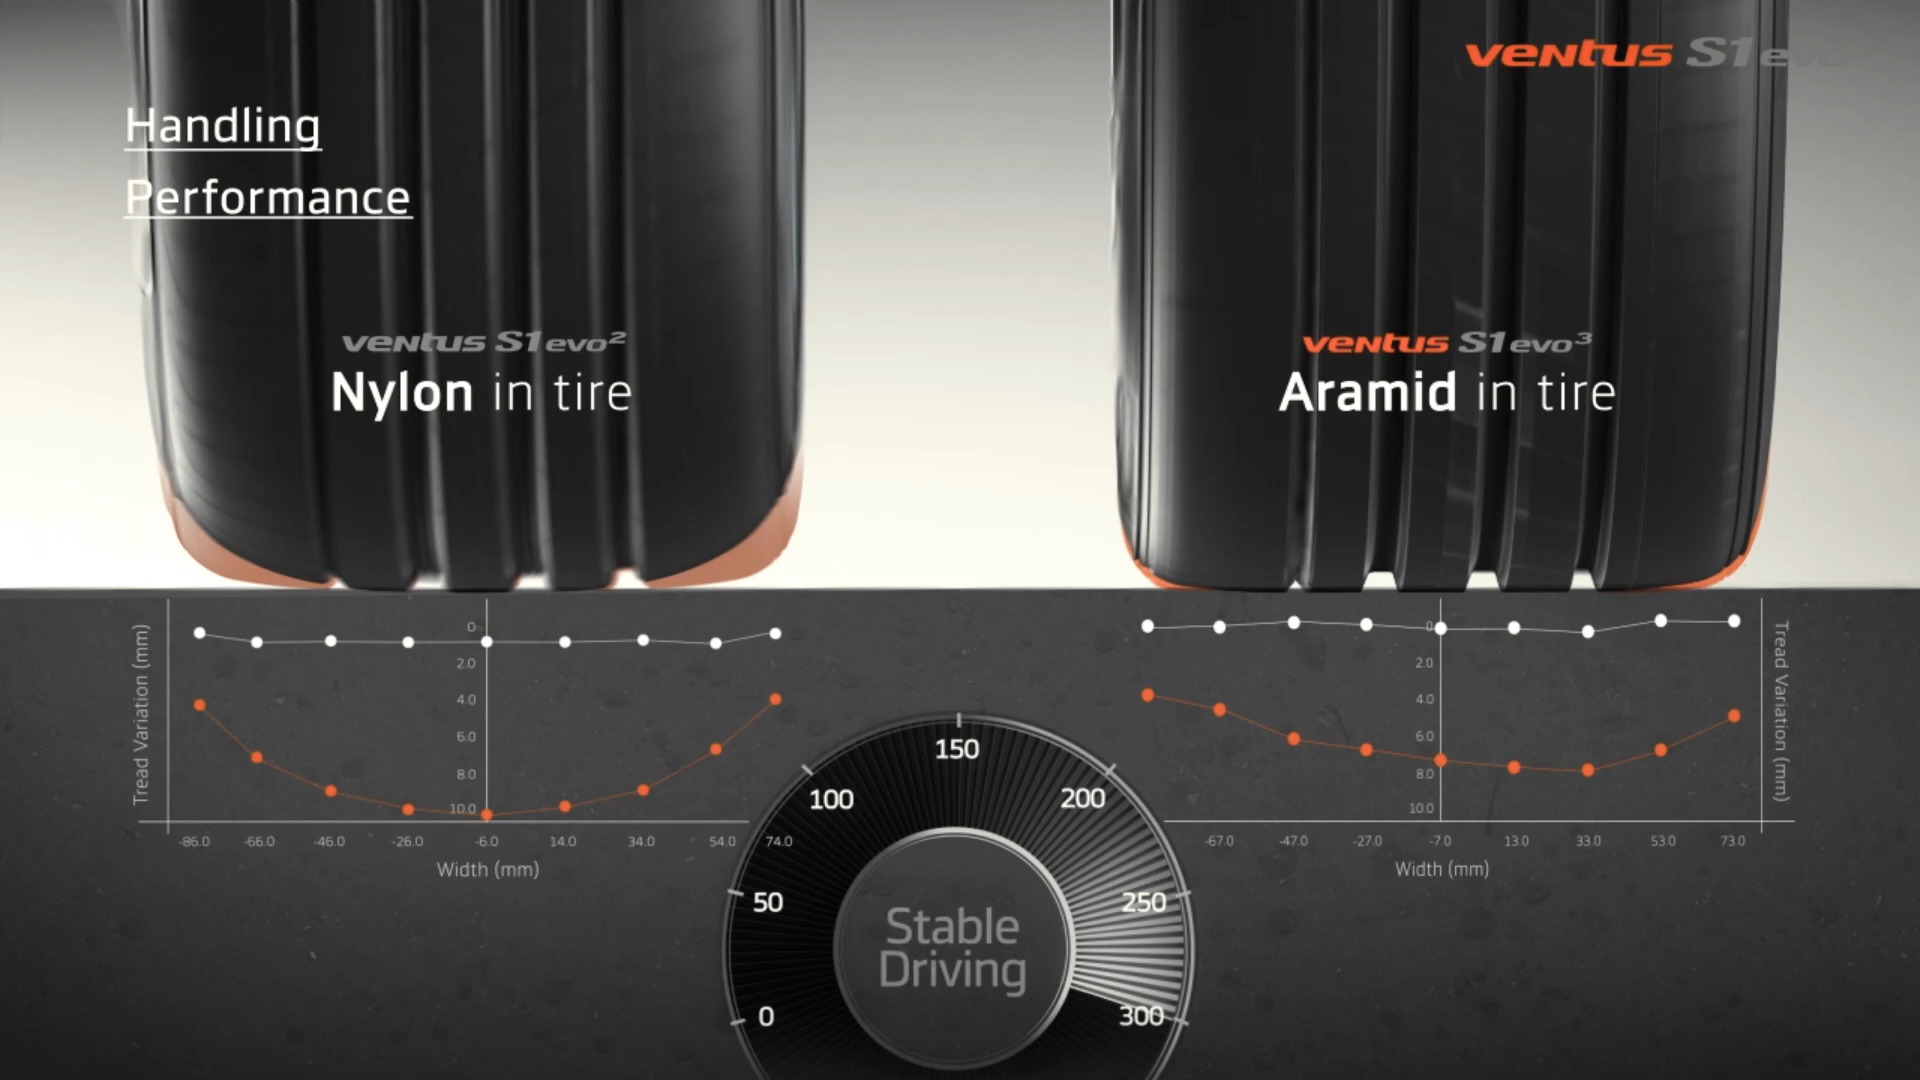 ventus S1 e
Handling
Performance
ventus S1 evo²
Nylon in tire
ventus S1 evo³
Aramid in tire
Tread Variation (mm)
0
2.0
4.0
6.0
8.0
10.0
-86.0 -66.0 -46.0 -26.0 -6.0 14.0 34.0 54.0 74.0
Width (mm)
0
2.0
4.0
6.0
8.0
10.0
Tread Variation (mm)
-67.0 -47.0 -27.0 -7.0 13.0 33.0 53.0 73.0
Width (mm)
0
50
100
150
200
250
300
Stable
Driving